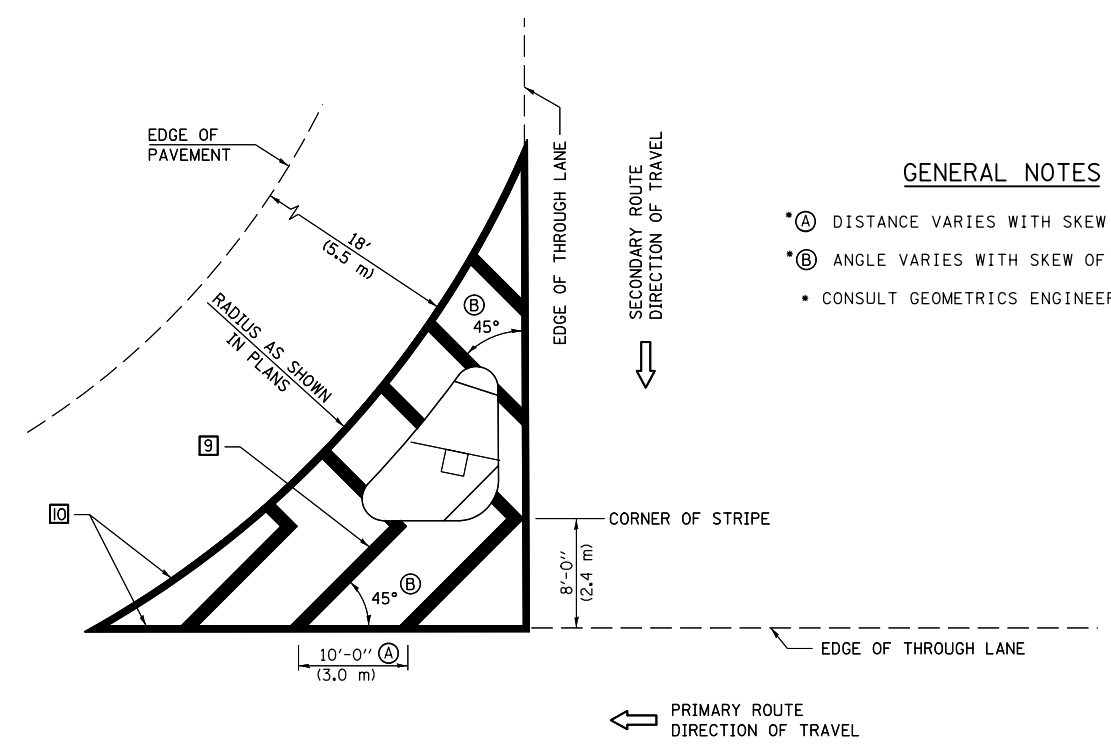 EDGE OF
PAVEMENT
18'
(5.5 m)
RADIUS AS SHOWN
IN PLANS
EDGE OF THROUGH LANE
SECONDARY ROUTE
DIRECTION OF TRAVEL
GENERAL NOTES
*Ⓐ DISTANCE VARIES WITH SKEW
*Ⓑ ANGLE VARIES WITH SKEW OF
* CONSULT GEOMETRICS ENGINEER
Ⓑ
45°
9
10
CORNER OF STRIPE
8'-0"
(2.4 m)
45° Ⓑ
10'-0" Ⓐ
(3.0 m)
EDGE OF THROUGH LANE
PRIMARY ROUTE
DIRECTION OF TRAVEL